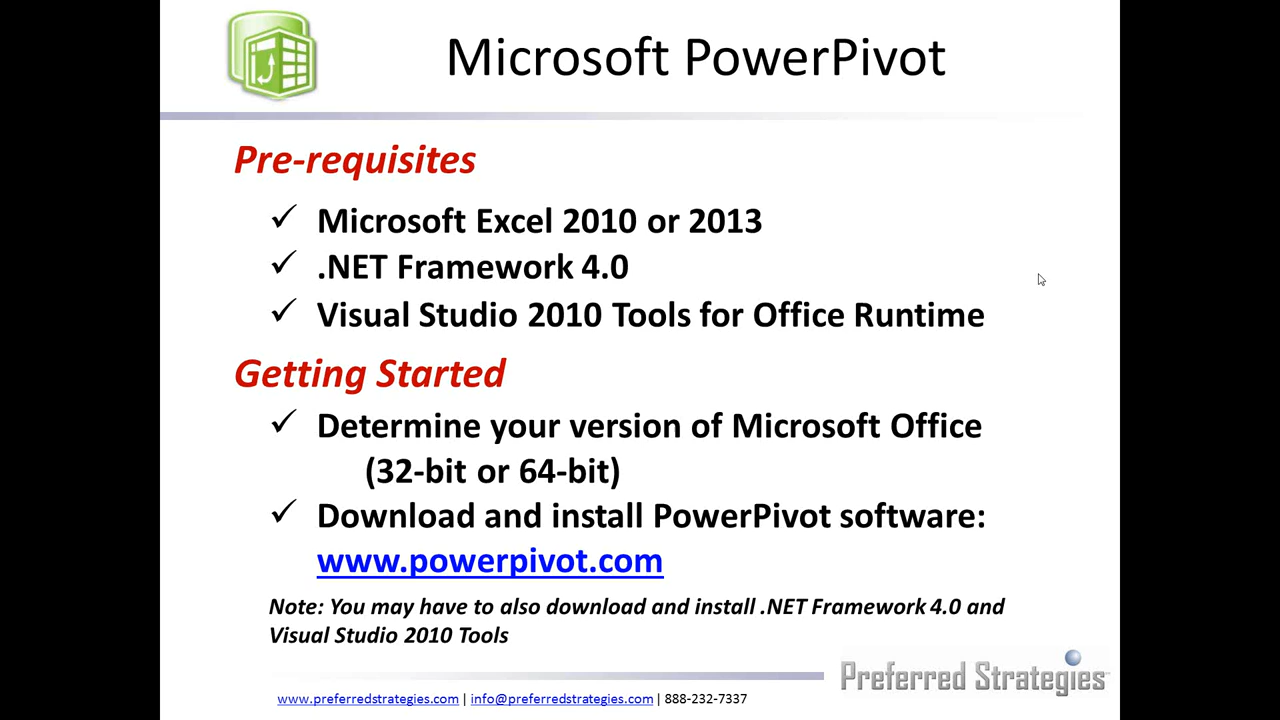 Microsoft PowerPivot
Pre-requisites
✓ Microsoft Excel 2010 or 2013
✓ .NET Framework 4.0
✓ Visual Studio 2010 Tools for Office Runtime
Getting Started
✓ Determine your version of Microsoft Office
(32-bit or 64-bit)
✓ Download and install PowerPivot software:
www.powerpivot.com
Note: You may have to also download and install .NET Framework 4.0 and
Visual Studio 2010 Tools
Preferred Strategies
www.preferredstrategies.com | info@preferredstrategies.com | 888-232-7337